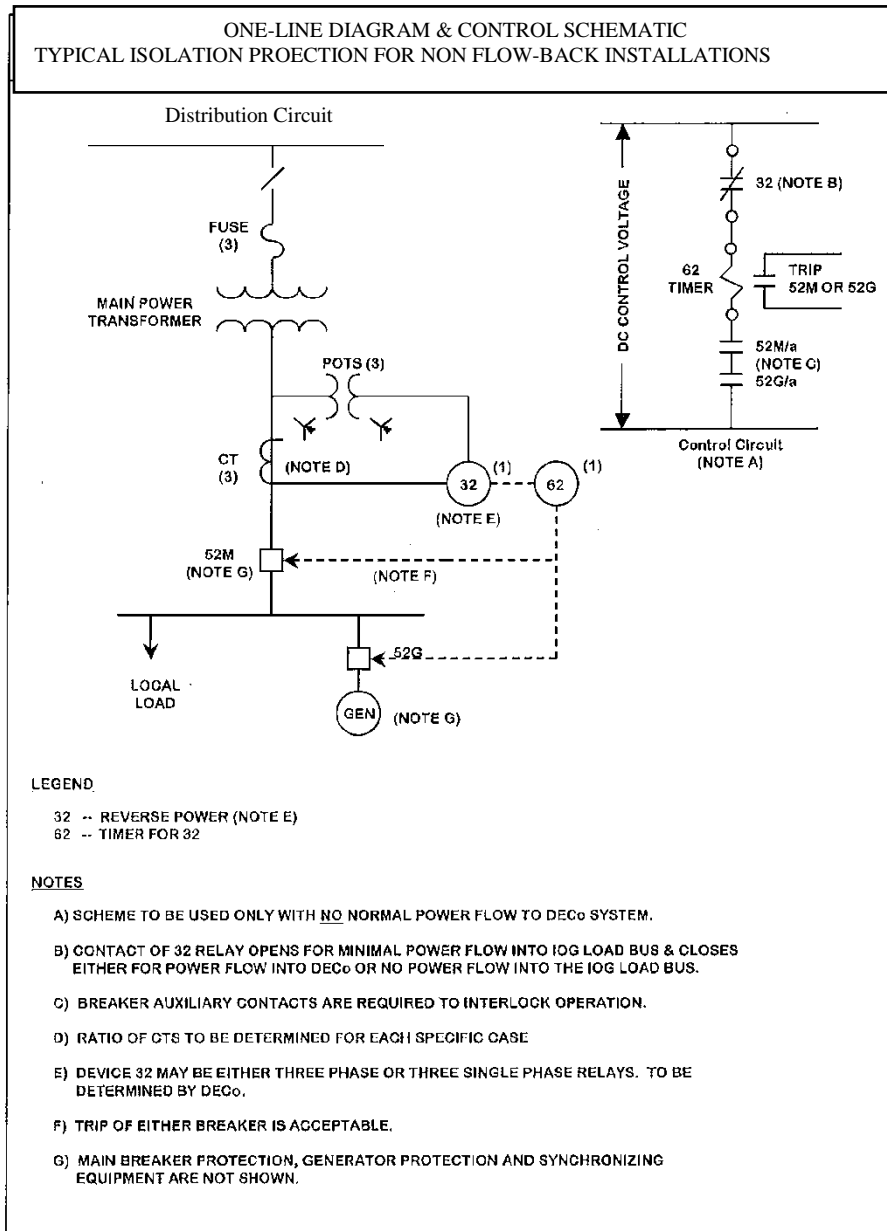 ONE-LINE DIAGRAM & CONTROL SCHEMATIC
TYPICAL ISOLATION PROECTION FOR NON FLOW-BACK INSTALLATIONS
Distribution Circuit
FUSE
(3)
MAIN POWER
TRANSFORMER
POTS (3)
CT
(3)
(NOTE D)
32
(1)
62
(1)
(NOTE E)
52M
(NOTE G)
(NOTE F)
LOCAL
LOAD
52G
GEN
(NOTE G)
DC CONTROL VOLTAGE
32 (NOTE B)
62
TIMER
TRIP
52M OR 52G
52M/a
(NOTE C)
52G/a
Control Circuit
(NOTE A)
LEGEND
32 -- REVERSE POWER (NOTE E)
62 -- TIMER FOR 32
NOTES
A) SCHEME TO BE USED ONLY WITH NO NORMAL POWER FLOW TO DECo SYSTEM.
B) CONTACT OF 32 RELAY OPENS FOR MINIMAL POWER FLOW INTO IOG LOAD BUS & CLOSES
EITHER FOR POWER FLOW INTO DECo OR NO POWER FLOW INTO THE IOG LOAD BUS.
C) BREAKER AUXILIARY CONTACTS ARE REQUIRED TO INTERLOCK OPERATION.
D) RATIO OF CTS TO BE DETERMINED FOR EACH SPECIFIC CASE
E) DEVICE 32 MAY BE EITHER THREE PHASE OR THREE SINGLE PHASE RELAYS. TO BE
DETERMINED BY DECo.
F) TRIP OF EITHER BREAKER IS ACCEPTABLE.
G) MAIN BREAKER PROTECTION, GENERATOR PROTECTION AND SYNCHRONIZING
EQUIPMENT ARE NOT SHOWN.